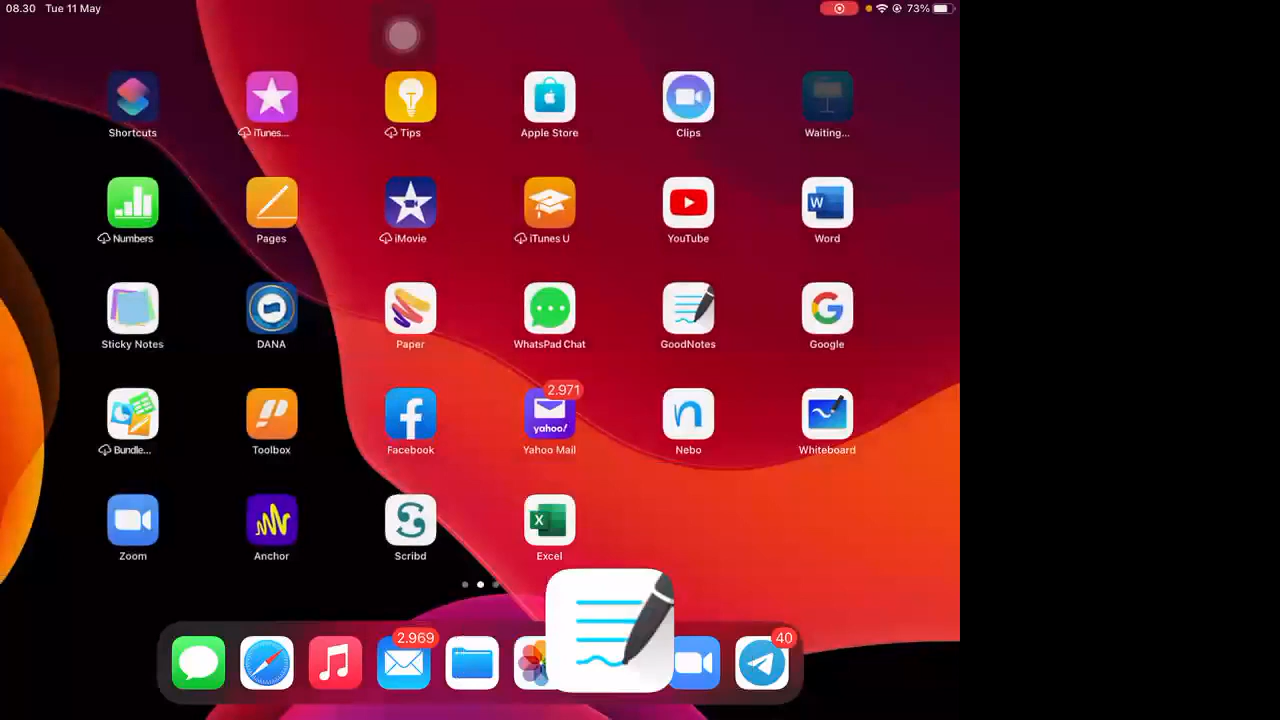 08.30 Tue 11 May
73%
Shortcuts
iTunes...
Tips
Apple Store
Clips
Waiting...
Numbers
Pages
iMovie
iTunes U
YouTube
W
Word
Sticky Notes
DANA
Paper
WhatsPad Chat
GoodNotes
Google
2.971
yahoo!
Bundle...
Toolbox
Facebook
Yahoo Mail
Nebo
Whiteboard
X
Zoom
Anchor
Scribd
Excel
2.969
40